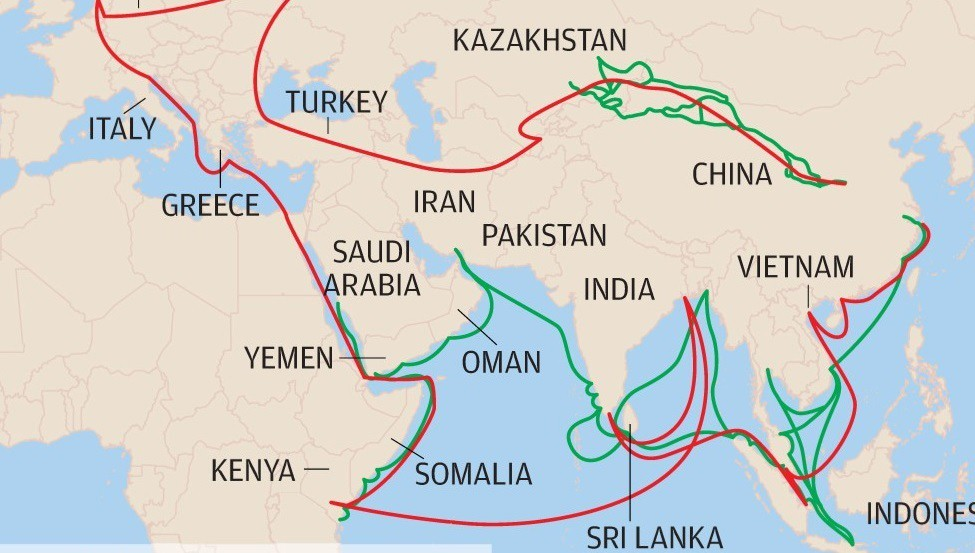 KAZAKHSTAN
TURKEY
ITALY
CHINA
GREECE
IRAN
PAKISTAN
SAUDI
ARABIA
VIETNAM
INDIA
YEMEN
OMAN
KENYA
SOMALIA
INDONES
SRI LANKA